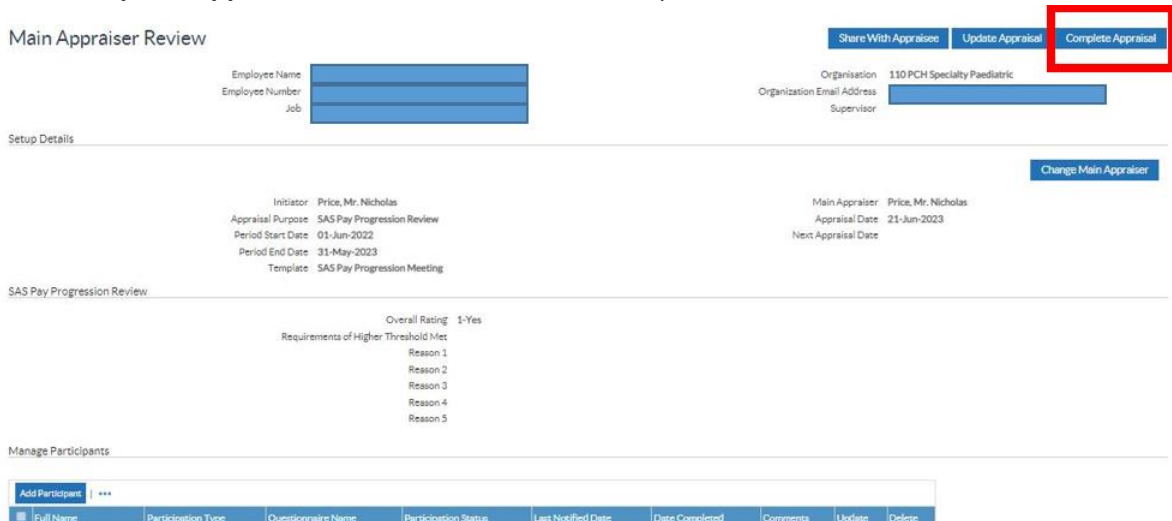 Main Appraiser Review
Share With Appraisee Update Appraisal Complete Appraisal
Employee Name
Organisation 110 PCH Specialty Paediatric
Employee Number
Organization Email Address
Job
Supervisor
Setup Details
Change Main Appraiser
Initiator Price, Mr. Nicholas
Main Appraiser Price, Mr. Nicholas
Appraisal Purpose SAS Pay Progression Review
Appraisal Date 21-Jun-2023
Period Start Date 01-Jun-2022
Next Appraisal Date
Period End Date 31-May-2023
Template SAS Pay Progression Meeting
SAS Pay Progression Review
Overall Rating 1-Yes
Requirements of Higher Threshold Met
Reason 1
Reason 2
Reason 3
Reason 4
Reason 5
Manage Participants
Add Participant | •••
Full Name Participation Type Questionnaire Name Participation Status Last Notified Date Date Completed Comments Update Delete